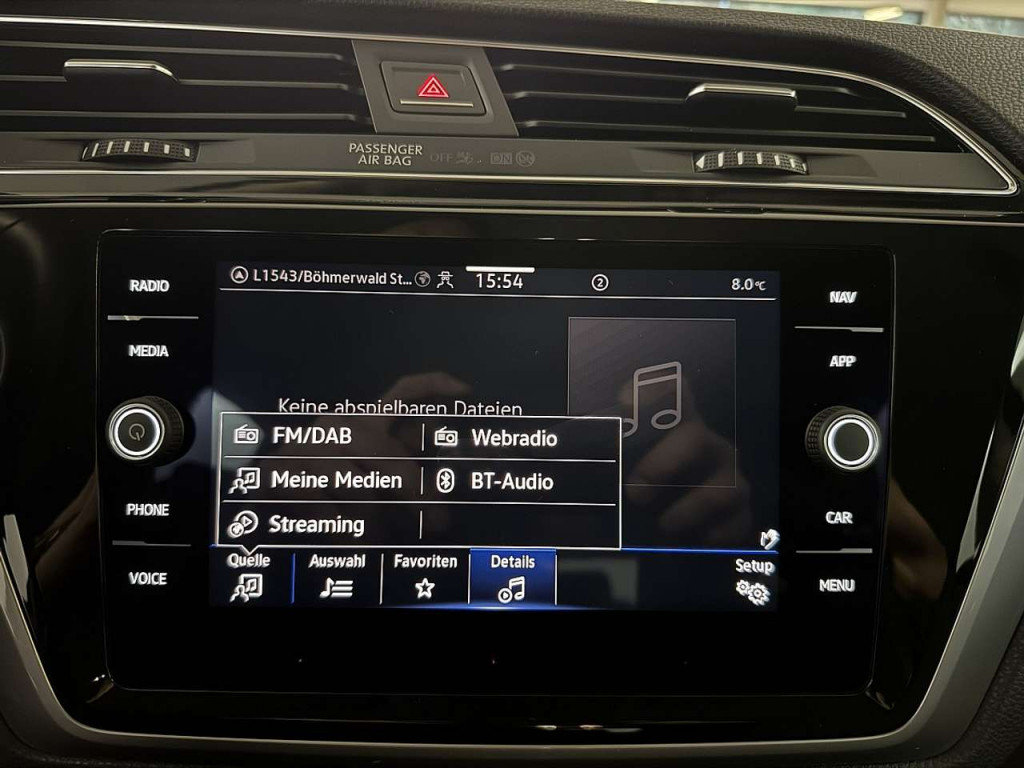 PASSENGER
AIR BAG OFF ON
RADIO
MEDIA
PHONE
VOICE
L1543/Böhmerwald St... 15:54 2 8.0°C
Keine abspielbaren Dateien
FM/DAB Webradio
Meine Medien BT-Audio
Streaming
Quelle Auswahl Favoriten Details Setup
NAV
APP
CAR
MENU